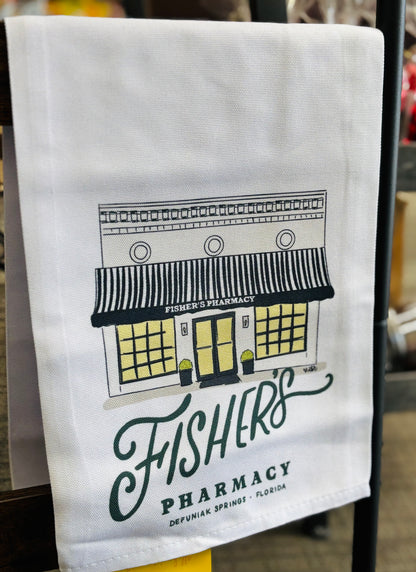 FISHER'S PHARMACY
FISHER'S
PHARMACY
DEFUNIAK SPRINGS • FLORIDA